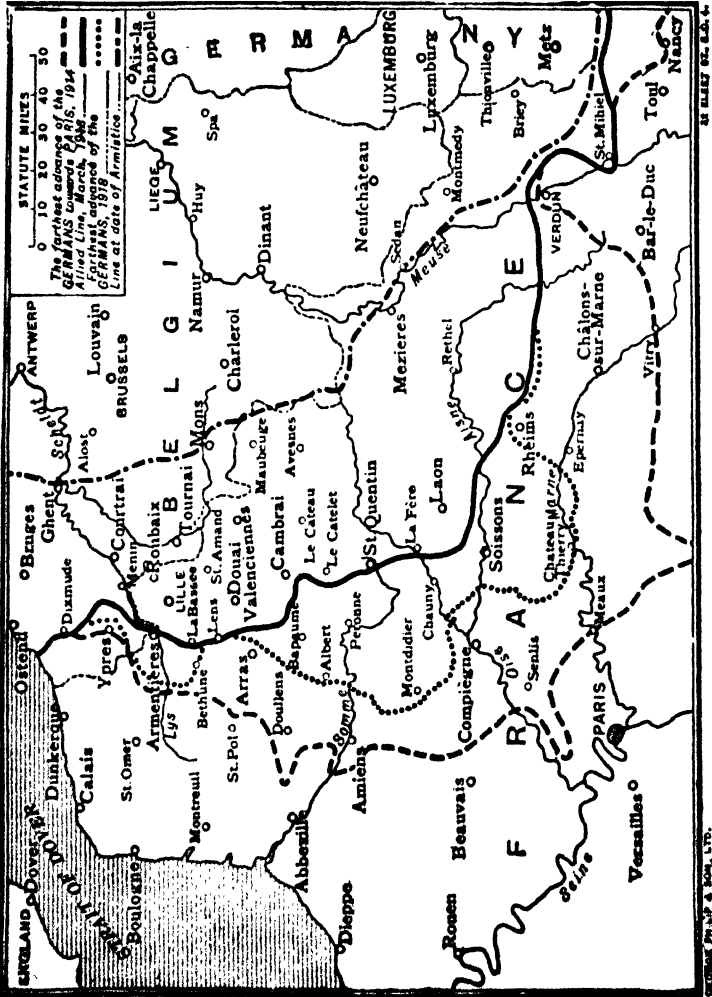 STATUTE MILES
0 10 20 30 40 50
The farthest advance of the
GERMANS towards PARIS, 1914
Allied Line, March, 1918
Farthest advance of the
GERMANS, 1918
Line at date of Armistice
ENGLAND
Dover
STRAIT OF DOVER
Calais
Dunkerque
Ostend
Bruges
Ghent
ANTWERP
Scheldt
Dixmude
Boulogne
St. Omer
Ypres
Menin
Courtrai
Alost
Louvain
BRUSSELS
Aix-la
Chappelle
Armentières
Roubaix
LILLE
Tournai
BELGIUM
LIEGE
GERMANY
Montreuil
Lys
Bethune
La Bassee
Lens
St. Amand
Mons
Namur
Huy
Spa
St. Pol
Arras
Douai
Valenciennes
Maubeuge
Charleroi
Dinant
Abbeville
Doullens
Bapaume
Cambrai
Avesnes
Le Cateau
Le Catelet
Albert
Somme
Peronne
St. Quentin
Dieppe
Amiens
Neufchâteau
LUXEMBURG
Luxemburg
Montdidier
Chauny
La Fère
Laon
Mezieres
Sedan
Meuse
Montmedy
Rouen
Beauvais
Compiègne
Oise
Soissons
Aisne
Rethel
Thionville
Briey
Metz
FRANCE
Senlis
Chateau
Thierry
Marne
Rheims
Epernay
VERDUN
St. Mihiel
Seine
PARIS
Meaux
Châlons-
sur-Marne
Versailles
Vitry
Bar-le-Duc
Toul
Nancy